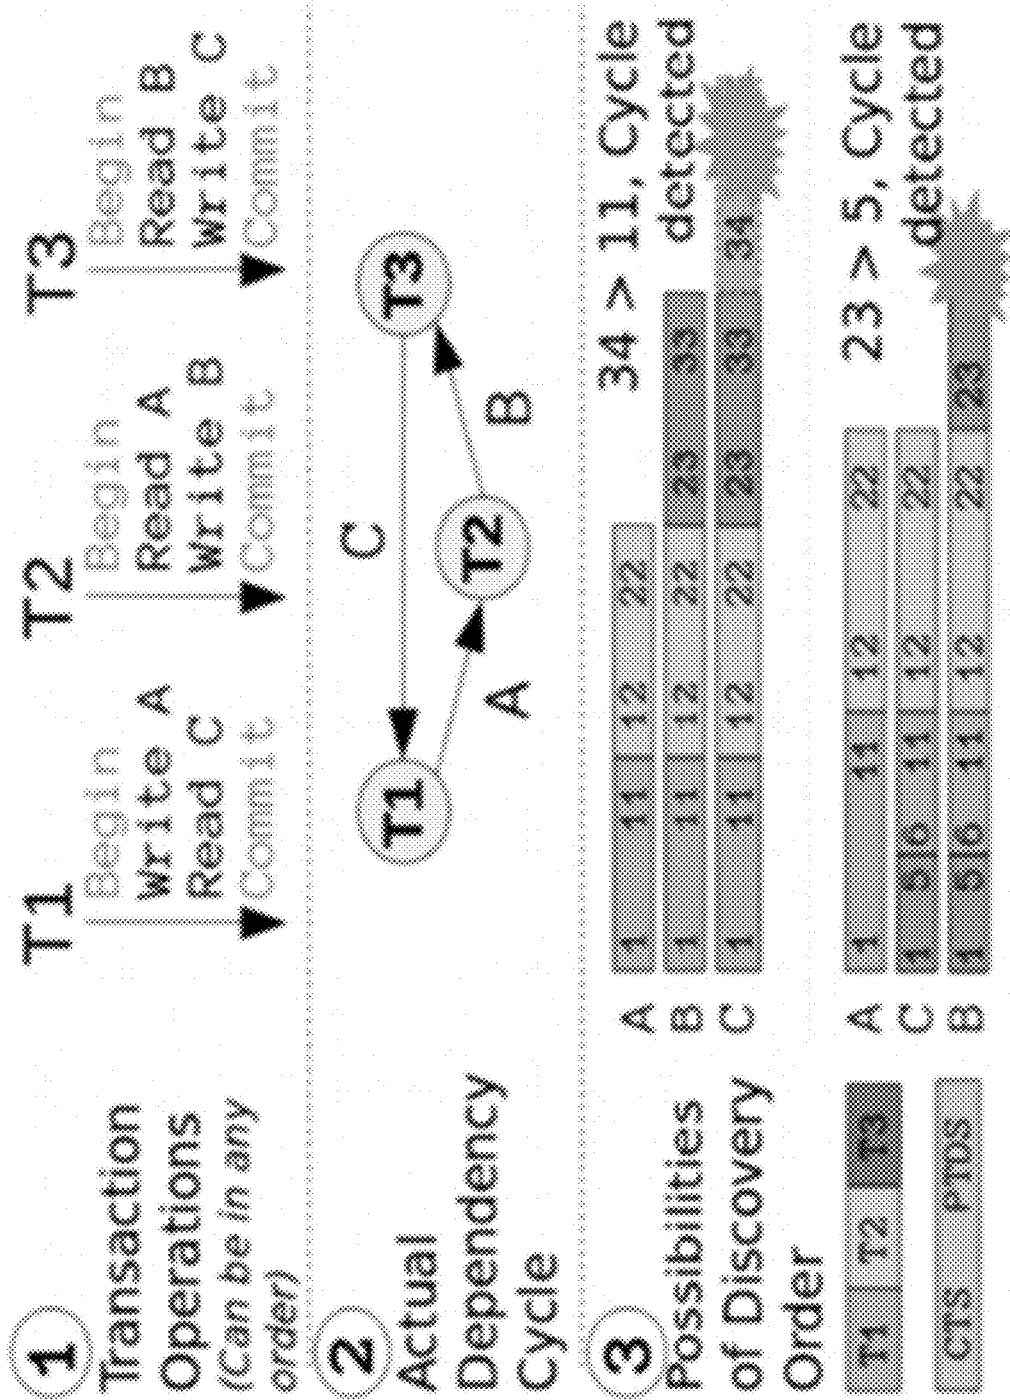 1
Transaction
Operations
(Can be in any
order)
T1
Begin
Write A
Read C
Commit
T2
Begin
Read A
Write B
Commit
T3
Begin
Read B
Write C
Commit
2
Actual
Dependency
Cycle
T1
T2
T3
A
B
C
3
Possibilities
of Discovery
Order
A 1 11 12 22
B 1 11 12 22 23 33
C 1 11 12 22 23 33 34
34 > 11, Cycle
detected
A 1 11 12 22
C 1 5 6 11 12 22
B 1 5 6 11 12 22 23
23 > 5, Cycle
detected
T1 T2 T3
CTS PTDS